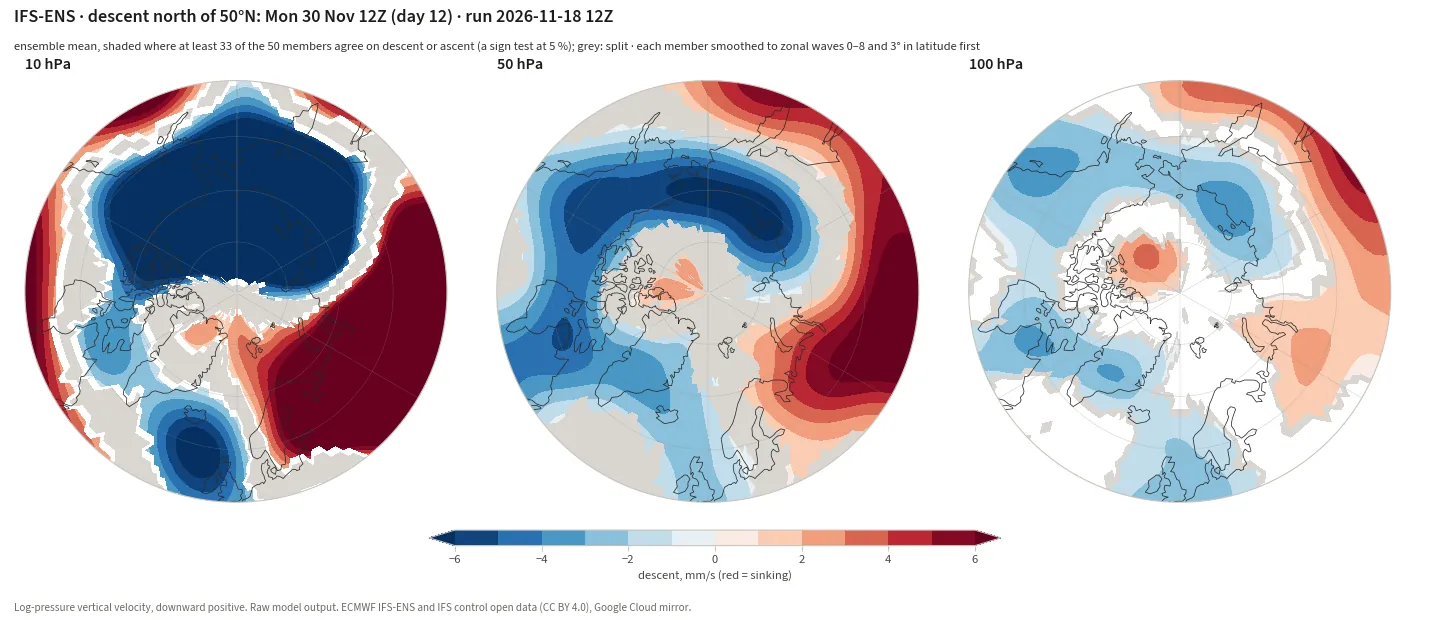 IFS-ENS · descent north of 50°N: Mon 30 Nov 12Z (day 12) · run 2026-11-18 12Z
ensemble mean, shaded where at least 33 of the 50 members agree on descent or ascent (a sign test at 5 %); grey: split · each member smoothed to zonal waves 0–8 and 3° in latitude first
10 hPa
50 hPa
100 hPa
−6 −4 −2 0 2 4 6
descent, mm/s (red = sinking)
Log-pressure vertical velocity, downward positive. Raw model output. ECMWF IFS-ENS and IFS control open data (CC BY 4.0), Google Cloud mirror.